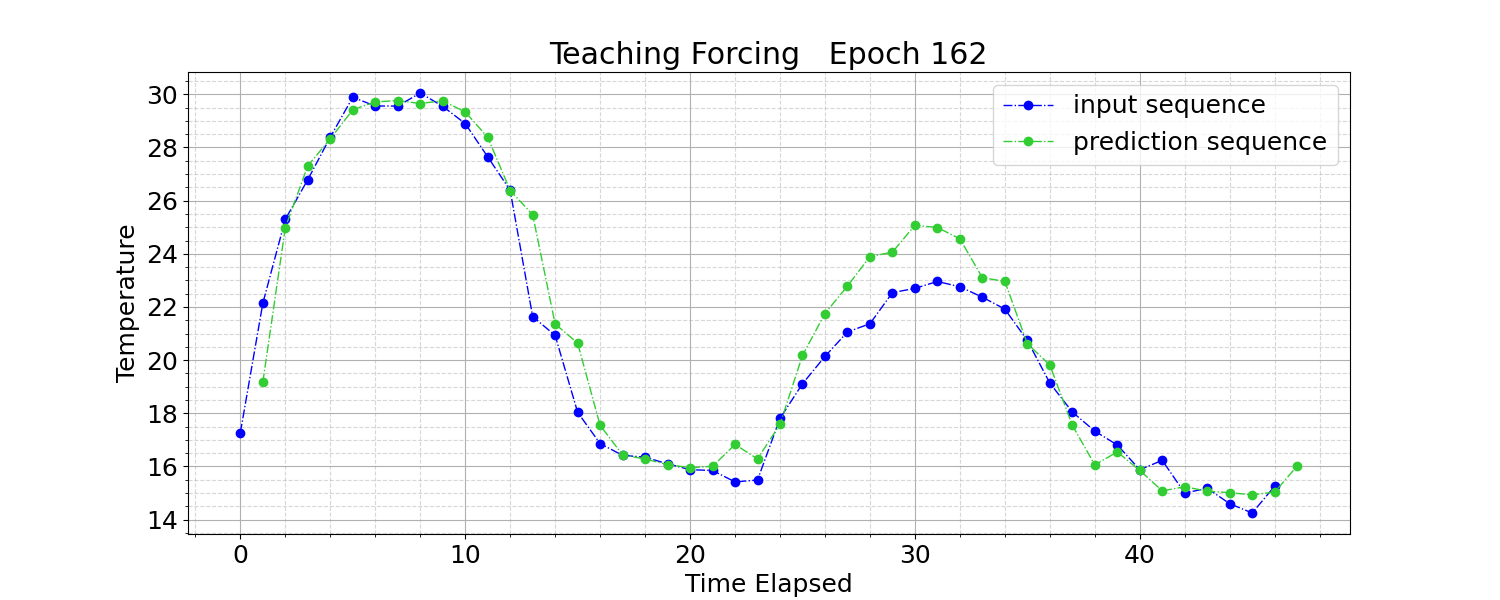 Teaching Forcing   Epoch 162
30
28
26
24
22
20
18
16
14
Temperature
input sequence
prediction sequence
0 10 20 30 40
Time Elapsed